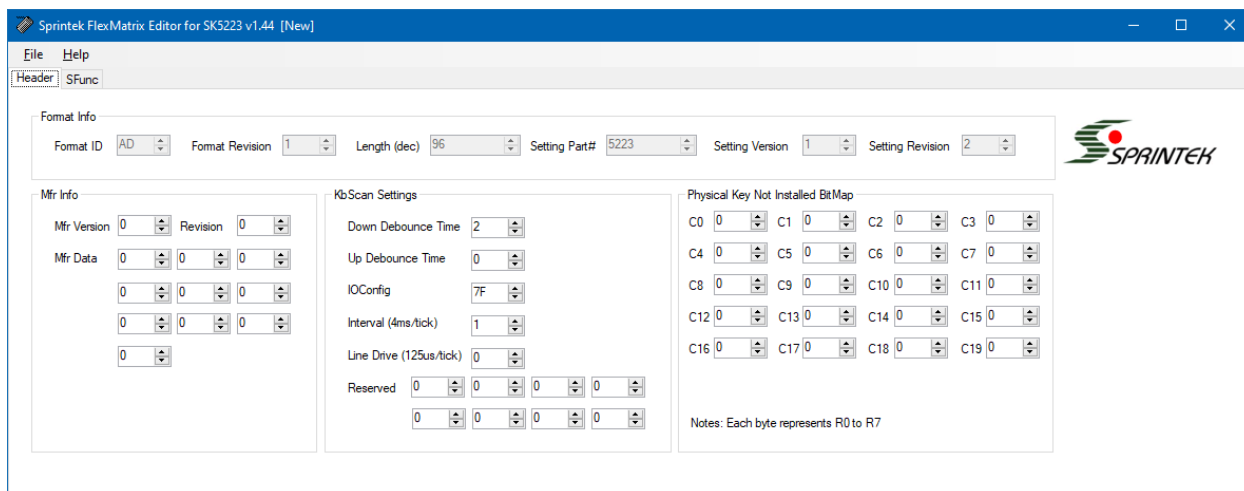 Sprintek FlexMatrix Editor for SK5223 v1.44 [New]
File Help
Header SFunc
Format Info
Format ID AD Format Revision 1 Length (dec) 96 Setting Part# 5223 Setting Version 1 Setting Revision 2
SPRINTEK
Mfr Info
Mfr Version 0 Revision 0
Mfr Data 0 0 0
0 0 0
0 0 0
0
KbScan Settings
Down Debounce Time 2
Up Debounce Time 0
IOConfig 7F
Interval (4ms/tick) 1
Line Drive (125us/tick) 0
Reserved 0 0 0 0
0 0 0 0
Physical Key Not Installed BitMap
C0 0 C1 0 C2 0 C3 0
C4 0 C5 0 C6 0 C7 0
C8 0 C9 0 C10 0 C11 0
C12 0 C13 0 C14 0 C15 0
C16 0 C17 0 C18 0 C19 0
Notes: Each byte represents R0 to R7